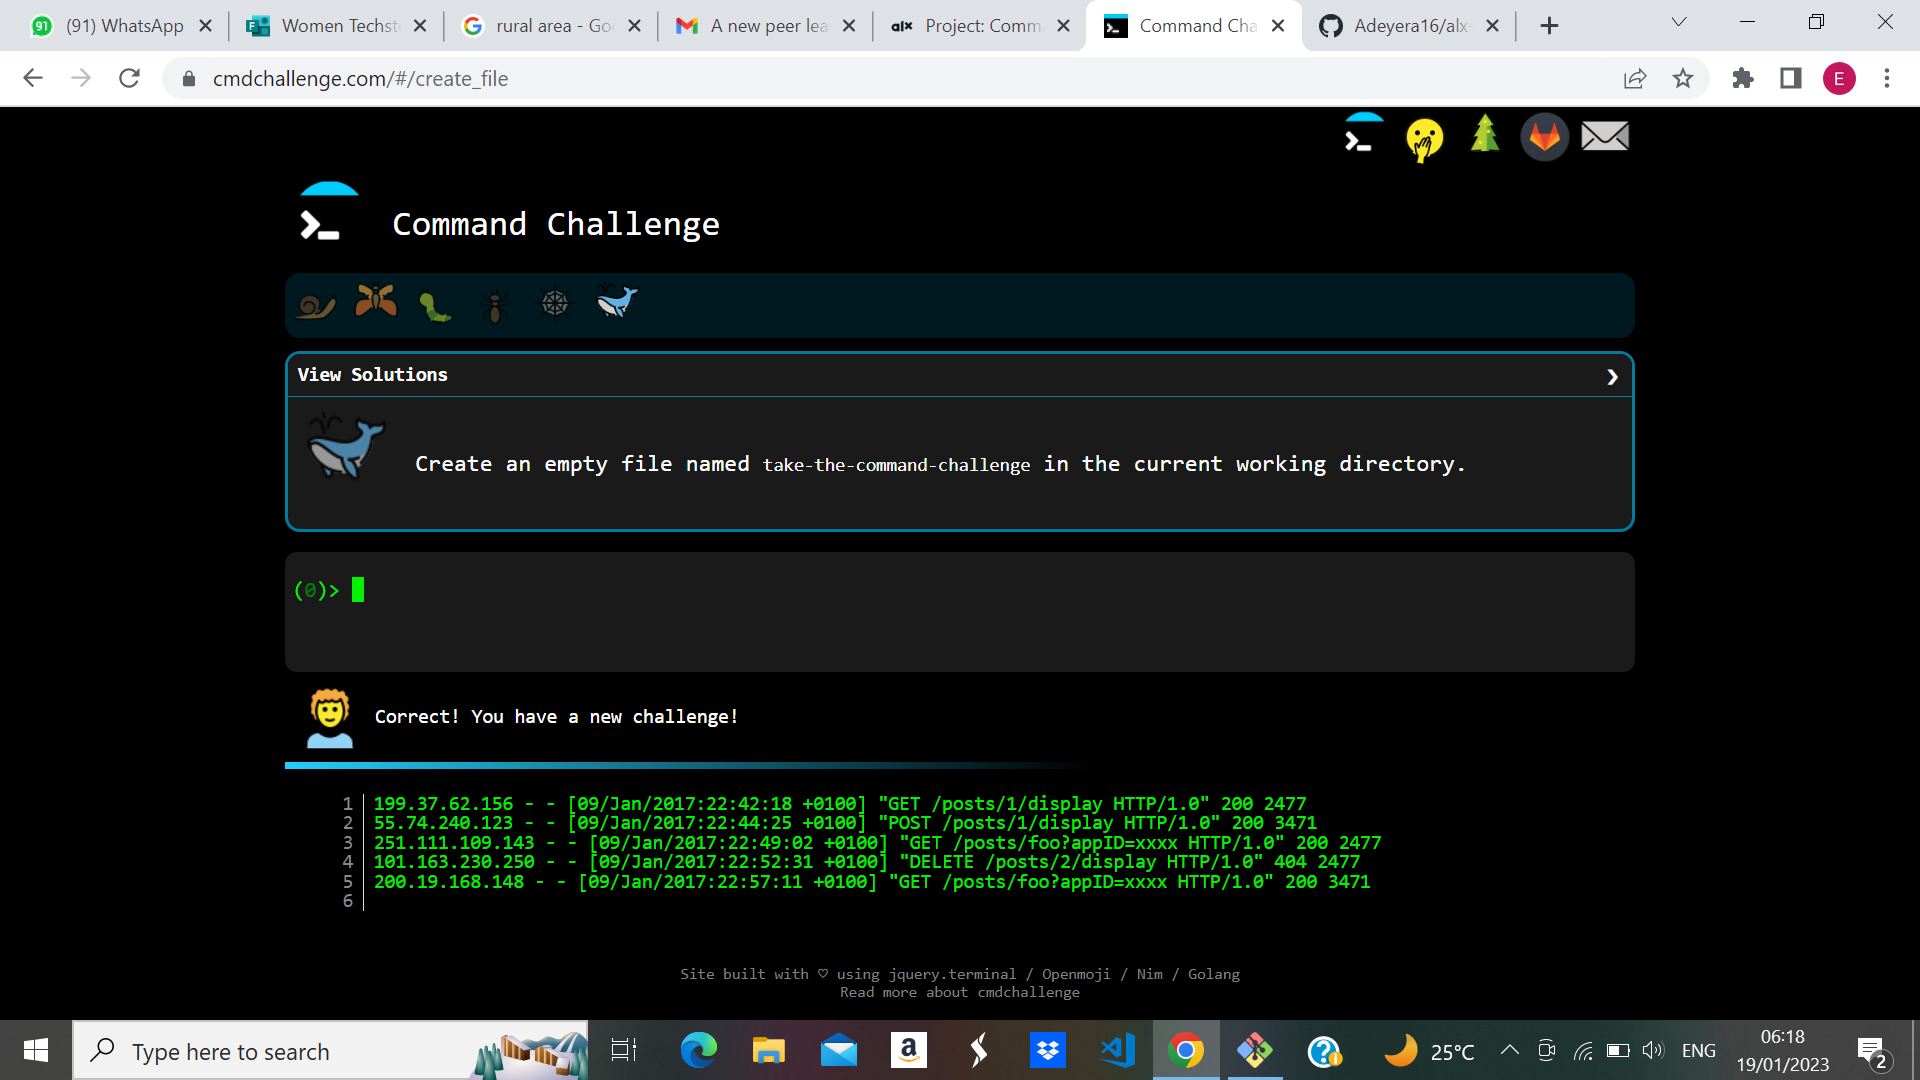 (91) WhatsApp
Women Techst
rural area - Goo
A new peer lea
Project: Comma
Command Cha
Adeyera16/alx-
cmdchallenge.com/#/create_file
E
Command Challenge
View Solutions
Create an empty file named take-the-command-challenge in the current working directory.
(0)>
Correct! You have a new challenge!
1 199.37.62.156 - - [09/Jan/2017:22:42:18 +0100] "GET /posts/1/display HTTP/1.0" 200 2477
2 55.74.240.123 - - [09/Jan/2017:22:44:25 +0100] "POST /posts/1/display HTTP/1.0" 200 3471
3 251.111.109.143 - - [09/Jan/2017:22:49:02 +0100] "GET /posts/foo?appID=xxxx HTTP/1.0" 200 2477
4 101.163.230.250 - - [09/Jan/2017:22:52:31 +0100] "DELETE /posts/2/display HTTP/1.0" 404 2477
5 200.19.168.148 - - [09/Jan/2017:22:57:11 +0100] "GET /posts/foo?appID=xxxx HTTP/1.0" 200 3471
6
Site built with ♡ using jquery.terminal / Openmoji / Nim / Golang
Read more about cmdchallenge
Type here to search
25°C
ENG
06:18
19/01/2023
2